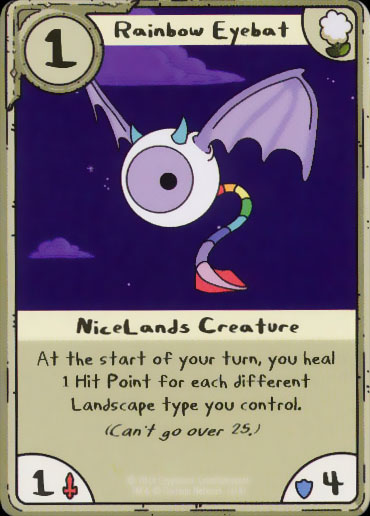 1
Rainbow Eyebat
NiceLands Creature
At the start of your turn, you heal
1 Hit Point for each different
Landscape type you control.
(Can't go over 25.)
1
4